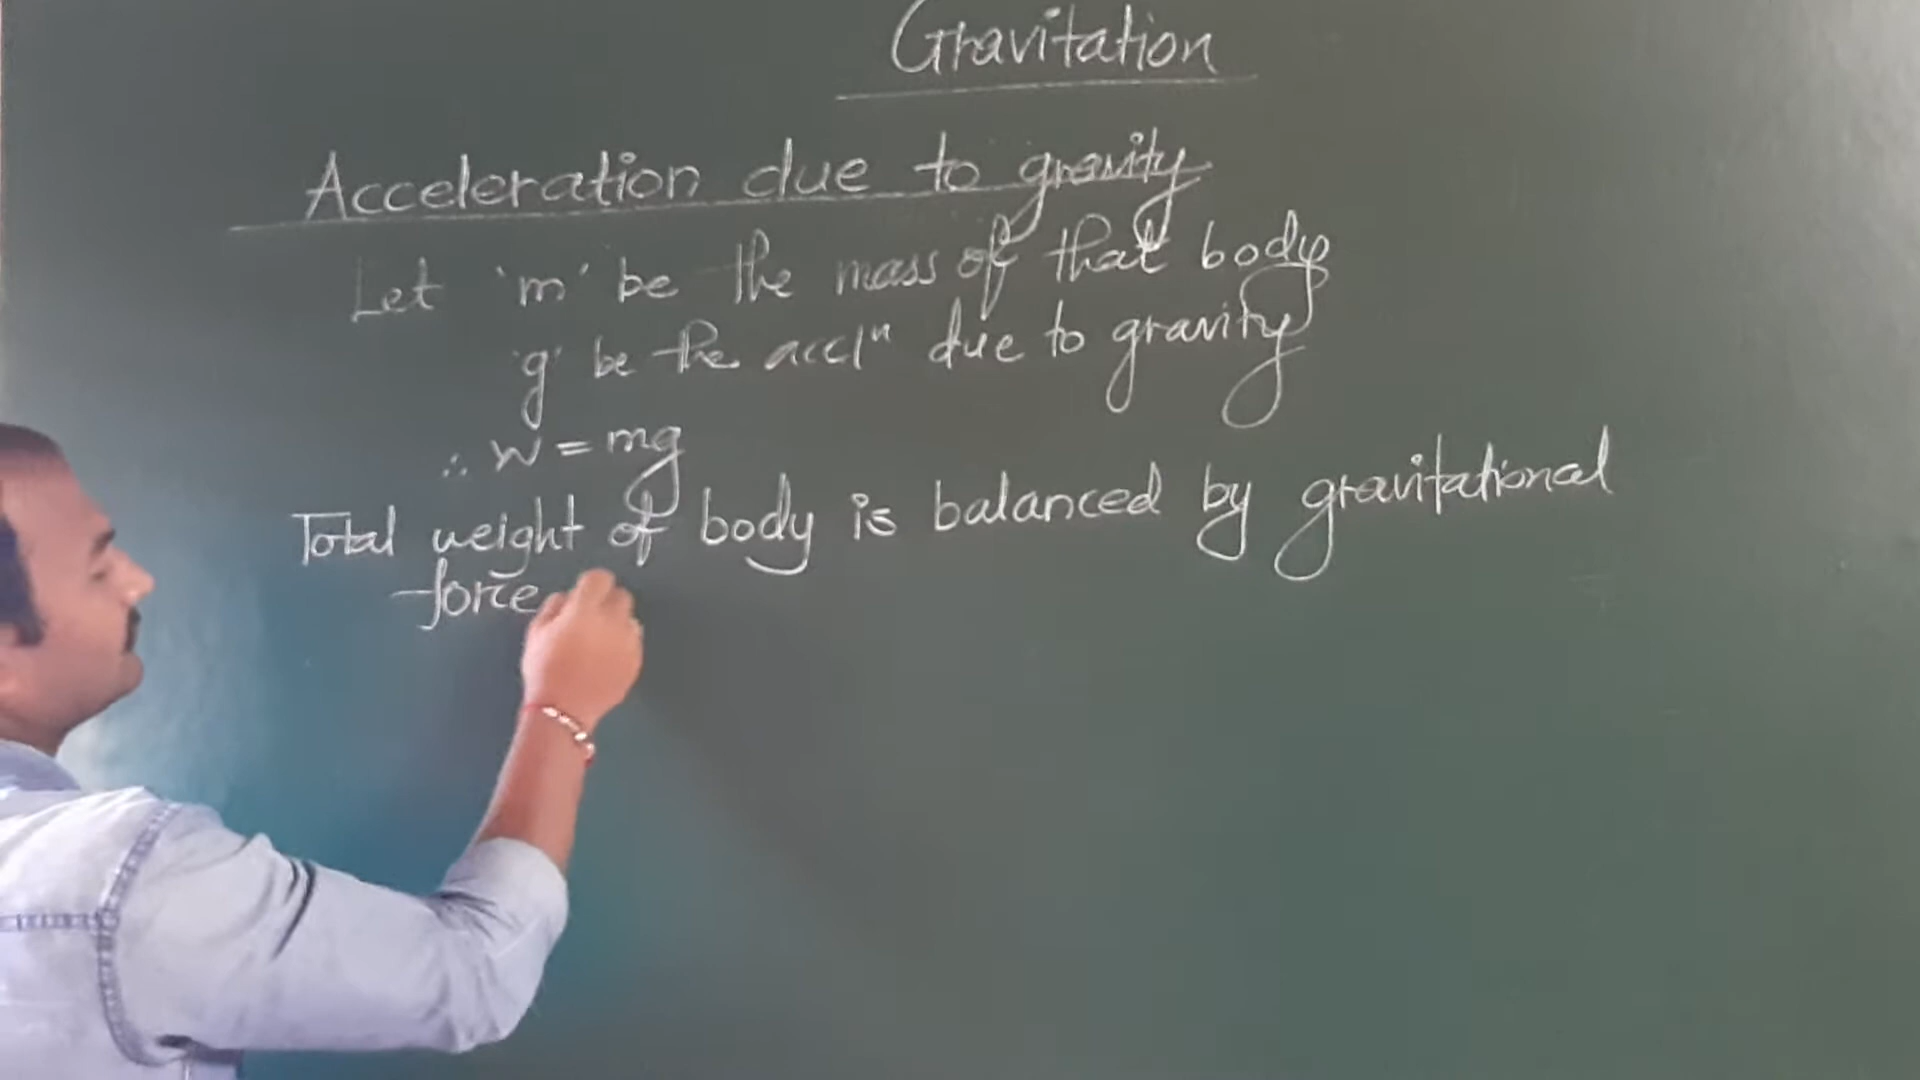 Gravitation
Acceleration due to gravity
Let 'm' be the mass of that body
'g' be the accl^n due to gravity
∴ W = mg
Total weight of body is balanced by gravitational
force